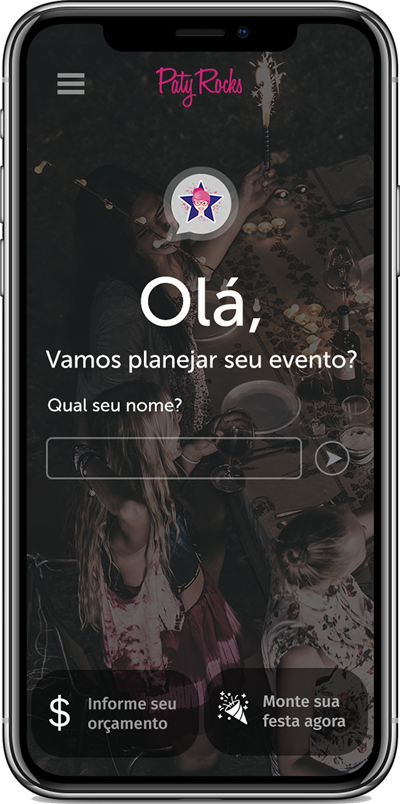 Paty Rocks
Olá,
Vamos planejar seu evento?
Qual seu nome?
$ Informe seu
orçamento
Monte sua
festa agora